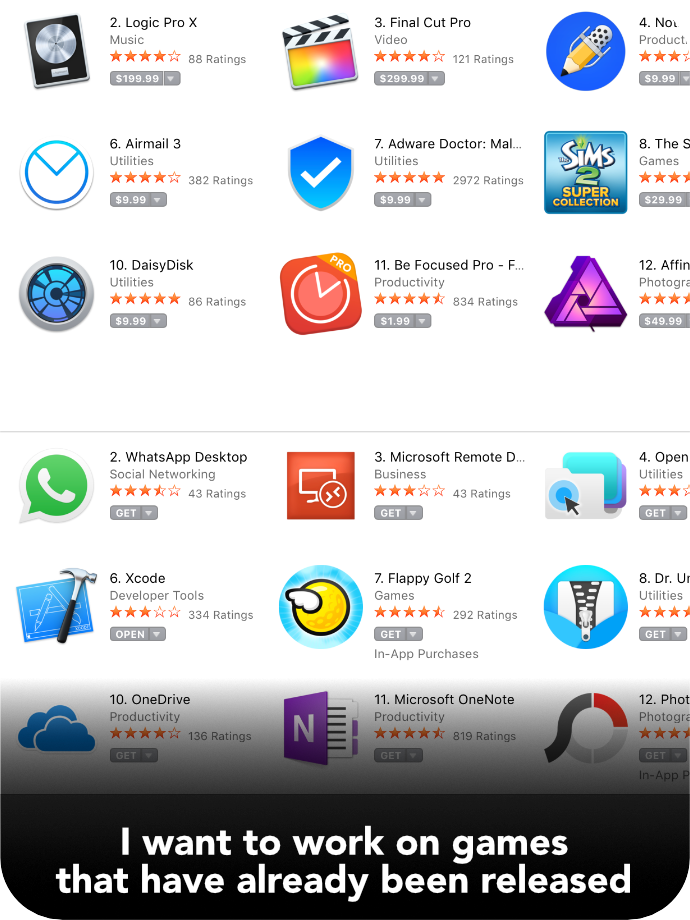 2. Logic Pro X
Music
88 Ratings
$199.99
3. Final Cut Pro
Video
121 Ratings
$299.99
4. Not
Product.
$9.99
6. Airmail 3
Utilities
382 Ratings
$9.99
7. Adware Doctor: Mal...
Utilities
2972 Ratings
$9.99
The Sims 2
SUPER
COLLECTION
8. The S
Games
$29.99
10. DaisyDisk
Utilities
86 Ratings
$9.99
PRO
11. Be Focused Pro - F...
Productivity
834 Ratings
$1.99
12. Affin
Photogra
$49.99
2. WhatsApp Desktop
Social Networking
43 Ratings
GET
3. Microsoft Remote D...
Business
43 Ratings
GET
4. Open
Utilities
GET
6. Xcode
Developer Tools
334 Ratings
OPEN
7. Flappy Golf 2
Games
292 Ratings
GET
In-App Purchases
8. Dr. Un
Utilities
GET
10. OneDrive
Productivity
136 Ratings
GET
N
11. Microsoft OneNote
Productivity
819 Ratings
GET
12. Phot
Photogra
GET
In-App P
I want to work on games
that have already been released